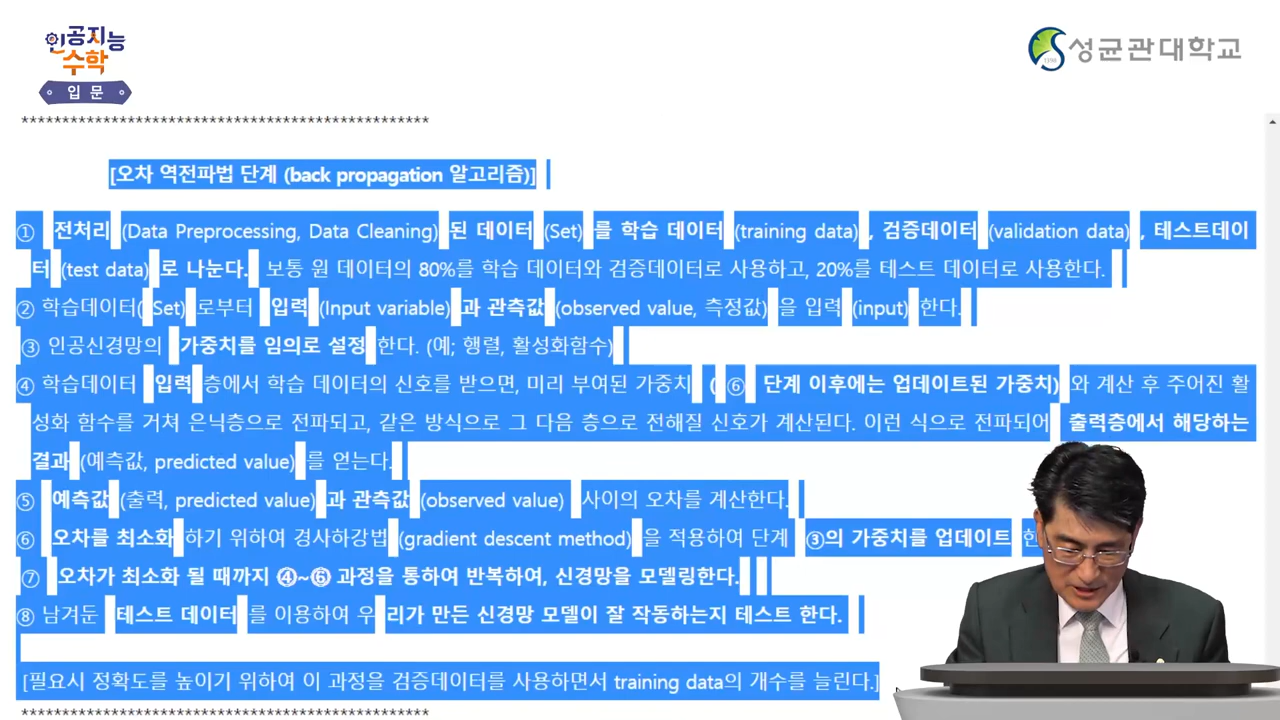 인공지능
수학
입문
성균관대학교
1398
*************************************************
[오차 역전파법 단계 (back propagation 알고리즘)]
① 전처리 (Data Preprocessing, Data Cleaning) 된 데이터 (Set) 를 학습 데이터 (training data) , 검증데이터 (validation data) , 테스트데이
터 (test data) 로 나눈다. 보통 원 데이터의 80%를 학습 데이터와 검증데이터로 사용하고, 20%를 테스트 데이터로 사용한다.
② 학습데이터( Set) 로부터 입력 (Input variable) 과 관측값 (observed value, 측정값) 을 입력 (input) 한다.
③ 인공신경망의 가중치를 임의로 설정 한다. (예; 행렬, 활성화함수)
④ 학습데이터 입력 층에서 학습 데이터의 신호를 받으면, 미리 부여된 가중치 ( ⑥ 단계 이후에는 업데이트된 가중치) 와 계산 후 주어진 활
성화 함수를 거쳐 은닉층으로 전파되고, 같은 방식으로 그 다음 층으로 전해질 신호가 계산된다. 이런 식으로 전파되어 출력층에서 해당하는
결과 (예측값, predicted value) 를 얻는다.
⑤ 예측값 (출력, predicted value) 과 관측값 (observed value) 사이의 오차를 계산한다.
⑥ 오차를 최소화 하기 위하여 경사하강법 (gradient descent method) 을 적용하여 단계 ③의 가중치를 업데이트 한
⑦ 오차가 최소화 될 때까지 ④~⑥ 과정을 통하여 반복하여, 신경망을 모델링한다.
⑧ 남겨둔 테스트 데이터 를 이용하여 우 리가 만든 신경망 모델이 잘 작동하는지 테스트 한다.
[필요시 정확도를 높이기 위하여 이 과정을 검증데이터를 사용하면서 training data의 개수를 늘린다.]
*************************************************